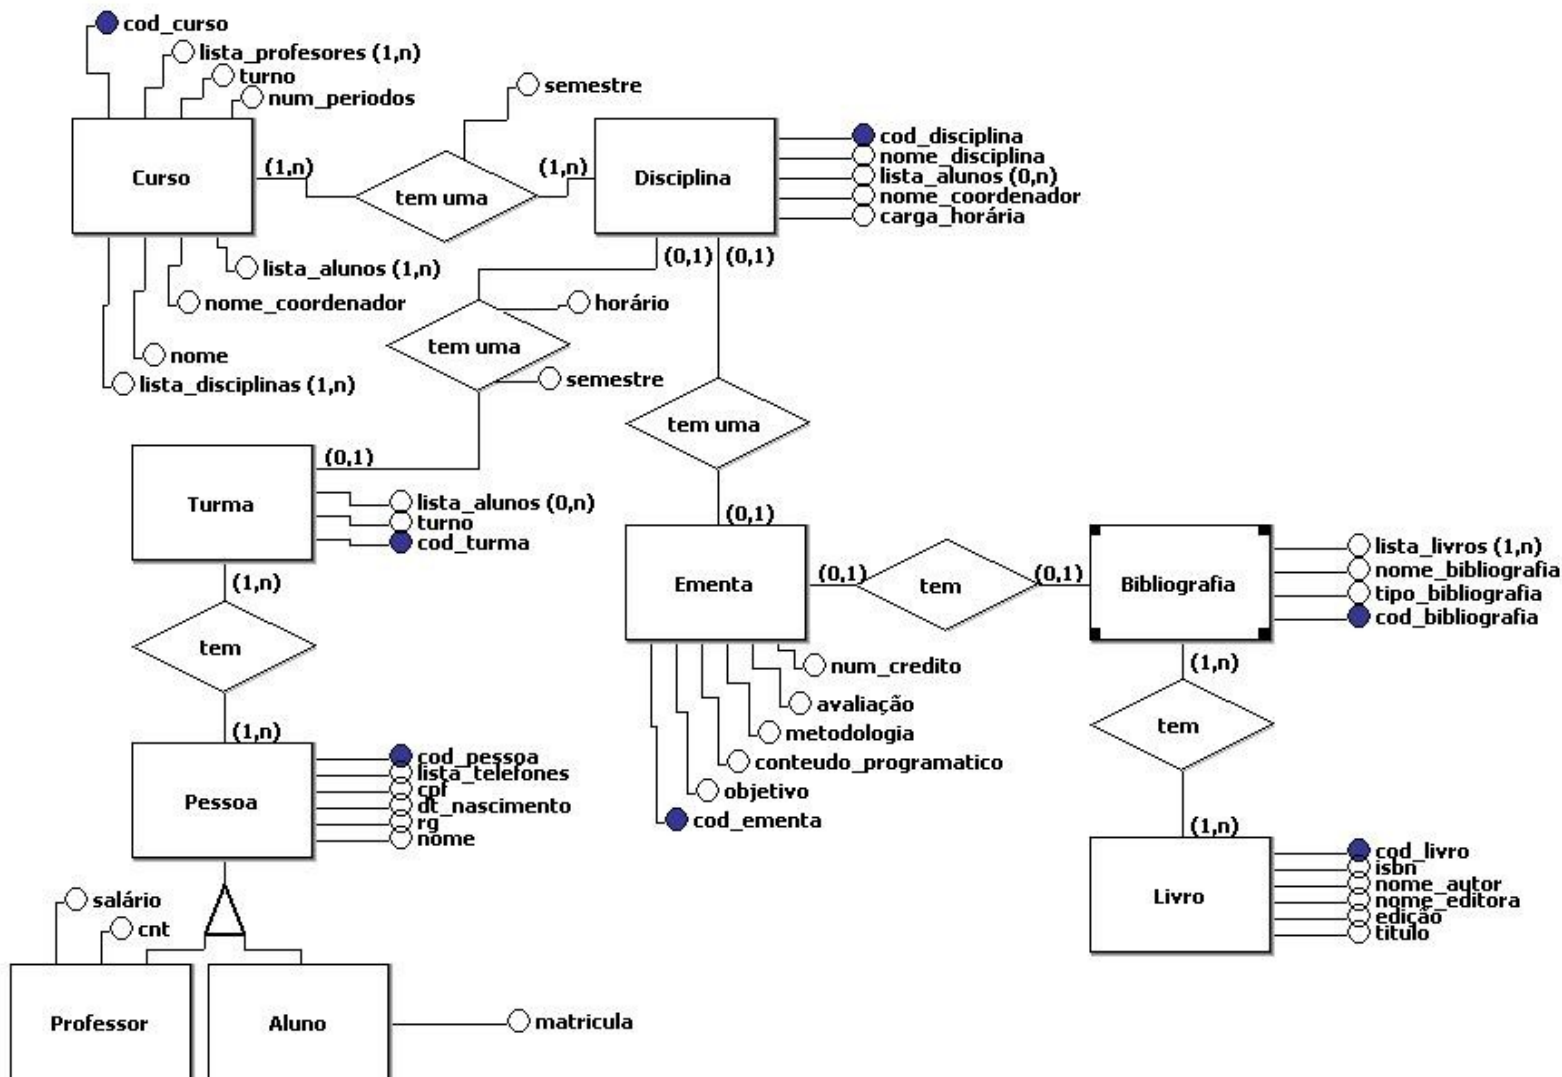 cod_curso
lista_profesores (1,n)
turno
num_periodos
semestre
Curso
(1,n)
tem uma
(1,n)
Disciplina
cod_disciplina
nome_disciplina
lista_alunos (0,n)
nome_coordenador
carga_horária
lista_alunos (1,n)
nome_coordenador
nome
lista_disciplinas (1,n)
(0,1)
(0,1)
horário
tem uma
semestre
tem uma
(0,1)
Turma
lista_alunos (0,n)
turno
cod_turma
(0,1)
(1,n)
tem
(1,n)
Ementa
(0,1)
tem
(0,1)
Bibliografia
lista_livros (1,n)
nome_bibliografia
tipo_bibliografia
cod_bibliografia
num_credito
avaliação
metodologia
conteudo_programatico
objetivo
cod_ementa
(1,n)
tem
(1,n)
Pessoa
cod_pessoa
lista_telefones
cpf
dt_nascimento
rg
nome
Livro
cod_livro
isbn
nome_autor
nome_editora
edição
titulo
salário
cnt
Professor
Aluno
matricula